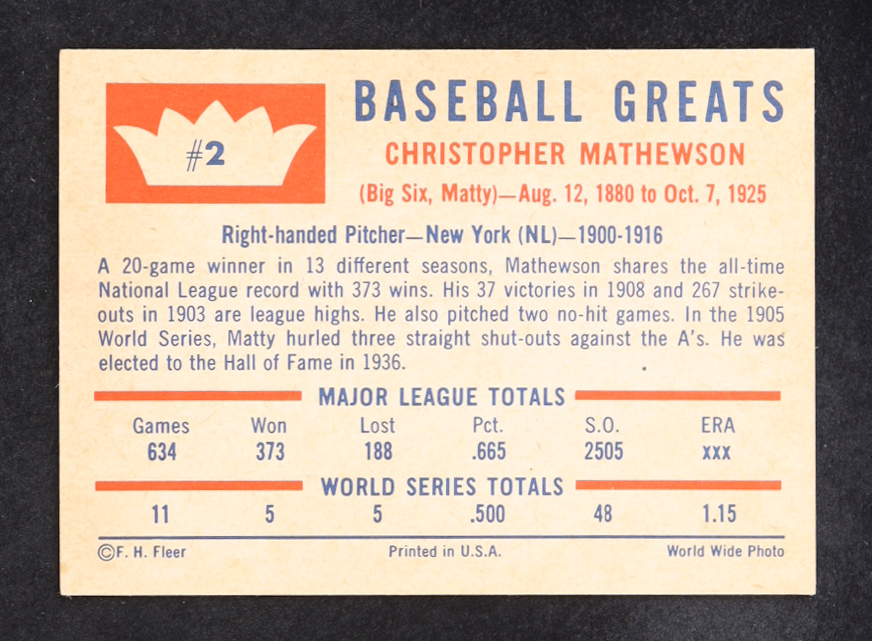 #2
BASEBALL GREATS
CHRISTOPHER MATHEWSON
(Big Six, Matty)—Aug. 12, 1880 to Oct. 7, 1925
Right-handed Pitcher—New York (NL)—1900-1916
A 20-game winner in 13 different seasons, Mathewson shares the all-time
National League record with 373 wins. His 37 victories in 1908 and 267 strike-
outs in 1903 are league highs. He also pitched two no-hit games. In the 1905
World Series, Matty hurled three straight shut-outs against the A's. He was
elected to the Hall of Fame in 1936.
MAJOR LEAGUE TOTALS
Games Won Lost Pct. S.O. ERA
634 373 188 .665 2505 xxx
WORLD SERIES TOTALS
11 5 5 .500 48 1.15
©F. H. Fleer Printed in U.S.A. World Wide Photo